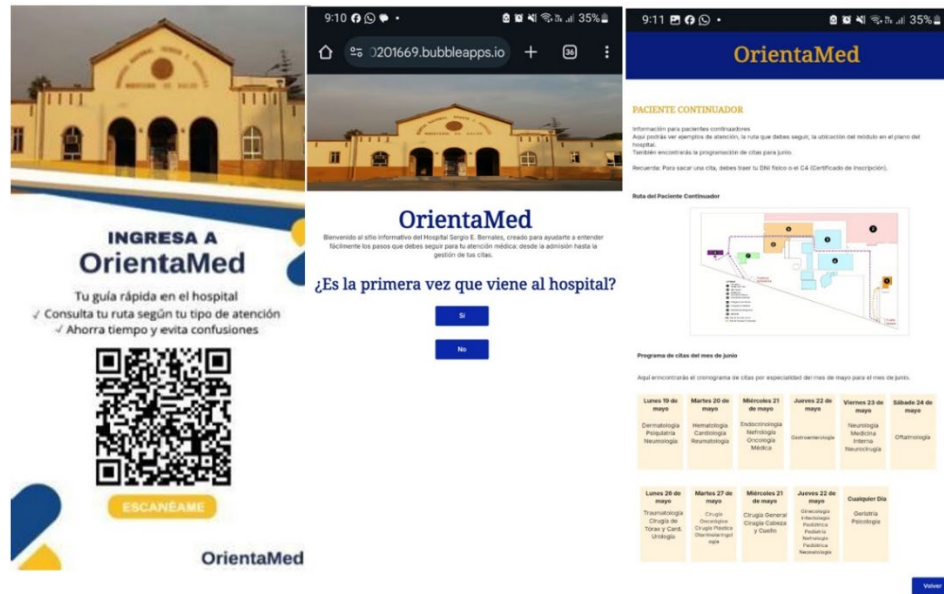 INGRESA A
OrientaMed
Tu guía rápida en el hospital
✓ Consulta tu ruta según tu tipo de atención
✓ Ahorra tiempo y evita confusiones
ESCANÉAME
OrientaMed
9:10
35%
0201669.bubbleapps.io
36
OrientaMed
Bienvenido al sitio informativo del Hospital Sergio E. Bernales, creado para ayudarte a entender
fácilmente los pasos que debes seguir para tu atención médica: desde la admisión hasta la
gestión de tus citas.
¿Es la primera vez que viene al hospital?
Sí
No
9:11
35%
OrientaMed
PACIENTE CONTINUADOR
Información para pacientes continuadores
Aquí podrás ver ejemplos de atención, la ruta que debes seguir, la ubicación del módulo en el plano del
hospital.
También encontrarás la programación de citas para junio.
Recuerda: Para sacar una cita, debes traer tu DNI físico o el C4 (Certificado de Inscripción).
Ruta del Paciente Continuador
Programa de citas del mes de junio
Aquí encontrarás el cronograma de citas por especialidad del mes de mayo para el mes de junio.
Lunes 19 de
mayo
Dermatología
Psiquiatría
Neumología
Martes 20 de
mayo
Hematología
Cardiología
Reumatología
Miércoles 21
de mayo
Endocrinología
Nefrología
Oncología
Médica
Jueves 22 de
mayo
Gastroenterología
Viernes 23 de
mayo
Neurología
Medicina
Interna
Neurocirugía
Sábado 24 de
mayo
Oftalmología
Lunes 26 de
mayo
Traumatología
Cirugía de
Tórax y Card.
Urología
Martes 27 de
mayo
Cirugía
Oncológica
Cirugía Plástica
Otorrinolaringol
ogía
Miércoles 21
de mayo
Cirugía General
Cirugía Cabeza
y Cuello
Jueves 22 de
mayo
Ginecología
Infectología
Pediátrica
Pediatría
Nefrología
Pediátrica
Neonatología
Cualquier Día
Geriatría
Psicología
Volver